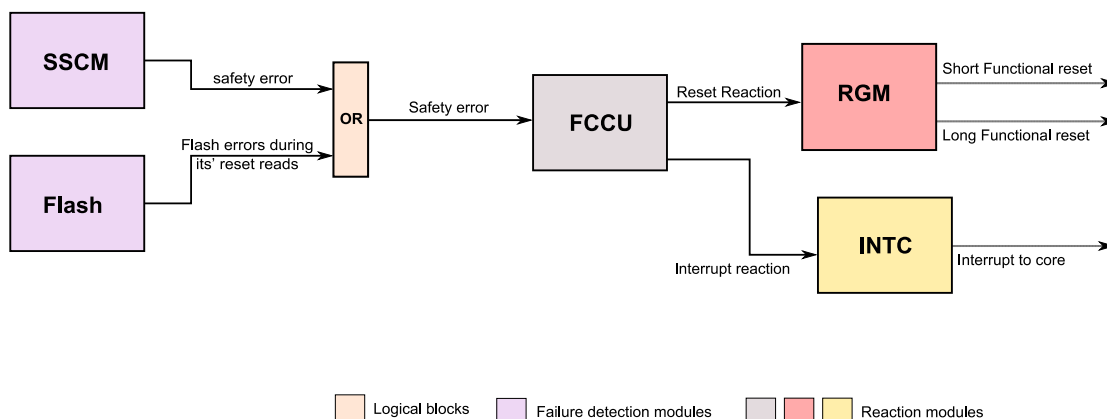 SSCM
safety error
Flash errors during
its' reset reads
Flash
OR
Safety error
FCCU
Reset Reaction
RGM
Short Functional reset
Long Functional reset
Interrupt reaction
INTC
Interrupt to core
Logical blocks
Failure detection modules
Reaction modules